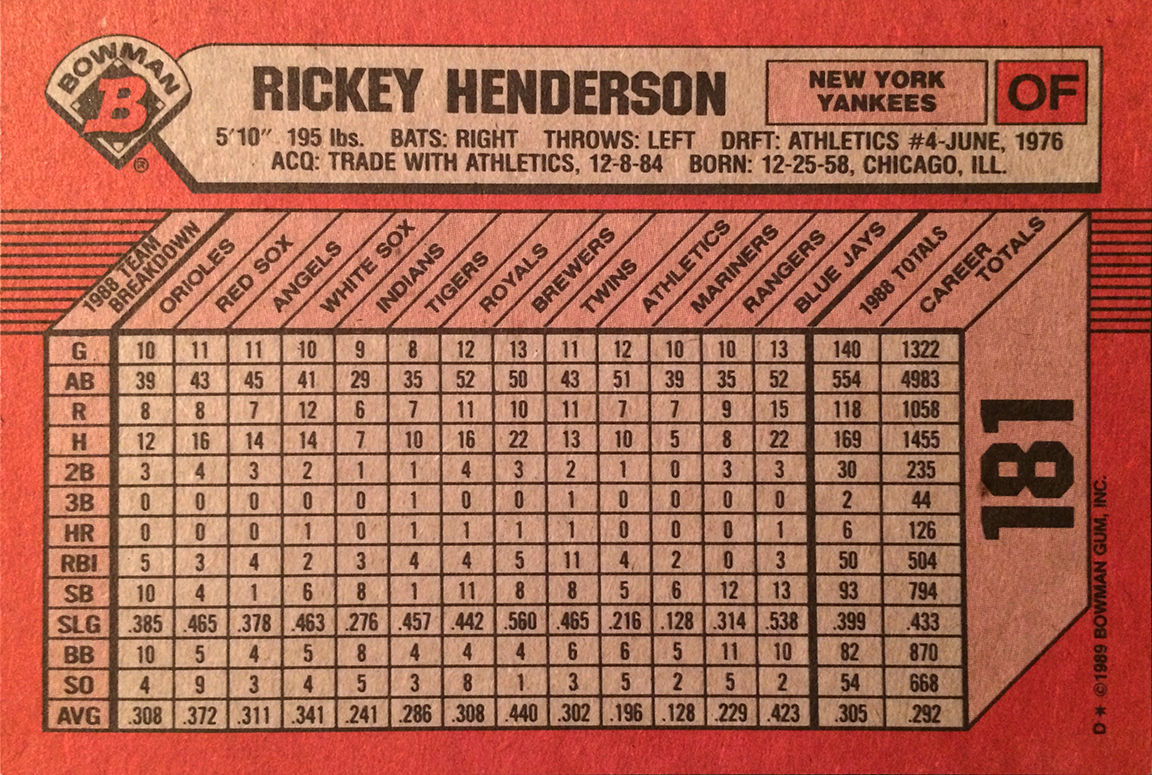 BOWMAN
B
®
RICKEY HENDERSON
NEW YORK
YANKEES
OF
5'10" 195 lbs. BATS: RIGHT THROWS: LEFT DRFT: ATHLETICS #4-JUNE, 1976
ACQ: TRADE WITH ATHLETICS, 12-8-84 BORN: 12-25-58, CHICAGO, ILL.
1988 TEAM
BREAKDOWN
ORIOLES
RED SOX
ANGELS
WHITE SOX
INDIANS
TIGERS
ROYALS
BREWERS
TWINS
ATHLETICS
MARINERS
RANGERS
BLUE JAYS
1988 TOTALS
CAREER
TOTALS
G 10 11 11 10 9 8 12 13 11 12 10 10 13 140 1322
AB 39 43 45 41 29 35 52 50 43 51 39 35 52 554 4983
R 8 8 7 12 6 7 11 10 11 7 7 9 15 118 1058
H 12 16 14 14 7 10 16 22 13 10 5 8 22 169 1455
2B 3 4 3 2 1 1 4 3 2 1 0 3 3 30 235
3B 0 0 0 0 0 1 0 0 1 0 0 0 0 2 44
HR 0 0 0 1 0 1 1 1 1 0 0 0 1 6 126
RBI 5 3 4 2 3 4 4 5 11 4 2 0 3 50 504
SB 10 4 1 6 8 1 11 8 8 5 6 12 13 93 794
SLG .385 .465 .378 .463 .276 .457 .442 .560 .465 .216 .128 .314 .538 .399 .433
BB 10 5 4 5 8 4 4 4 6 6 5 11 10 82 870
SO 4 9 3 4 5 3 8 1 3 5 2 5 2 54 668
AVG .308 .372 .311 .341 .241 .286 .308 .440 .302 .196 .128 .229 .423 .305 .292
181
D * ©1989 BOWMAN GUM, INC.